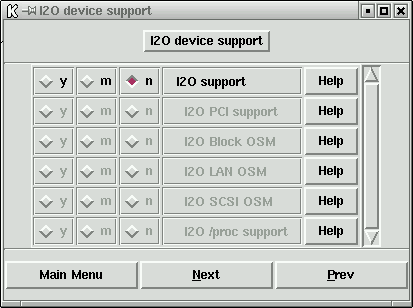 I2O device support
I2O device support
y m n I2O support Help
y m n I2O PCI support Help
y m n I2O Block OSM Help
y m n I2O LAN OSM Help
y m n I2O SCSI OSM Help
y m n I2O /proc support Help
Main Menu Next Prev